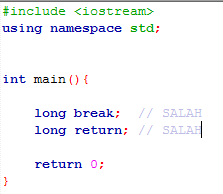 #include <iostream>
using namespace std;
int main(){
long break; // SALAH
long return; // SALAH
return 0;
}